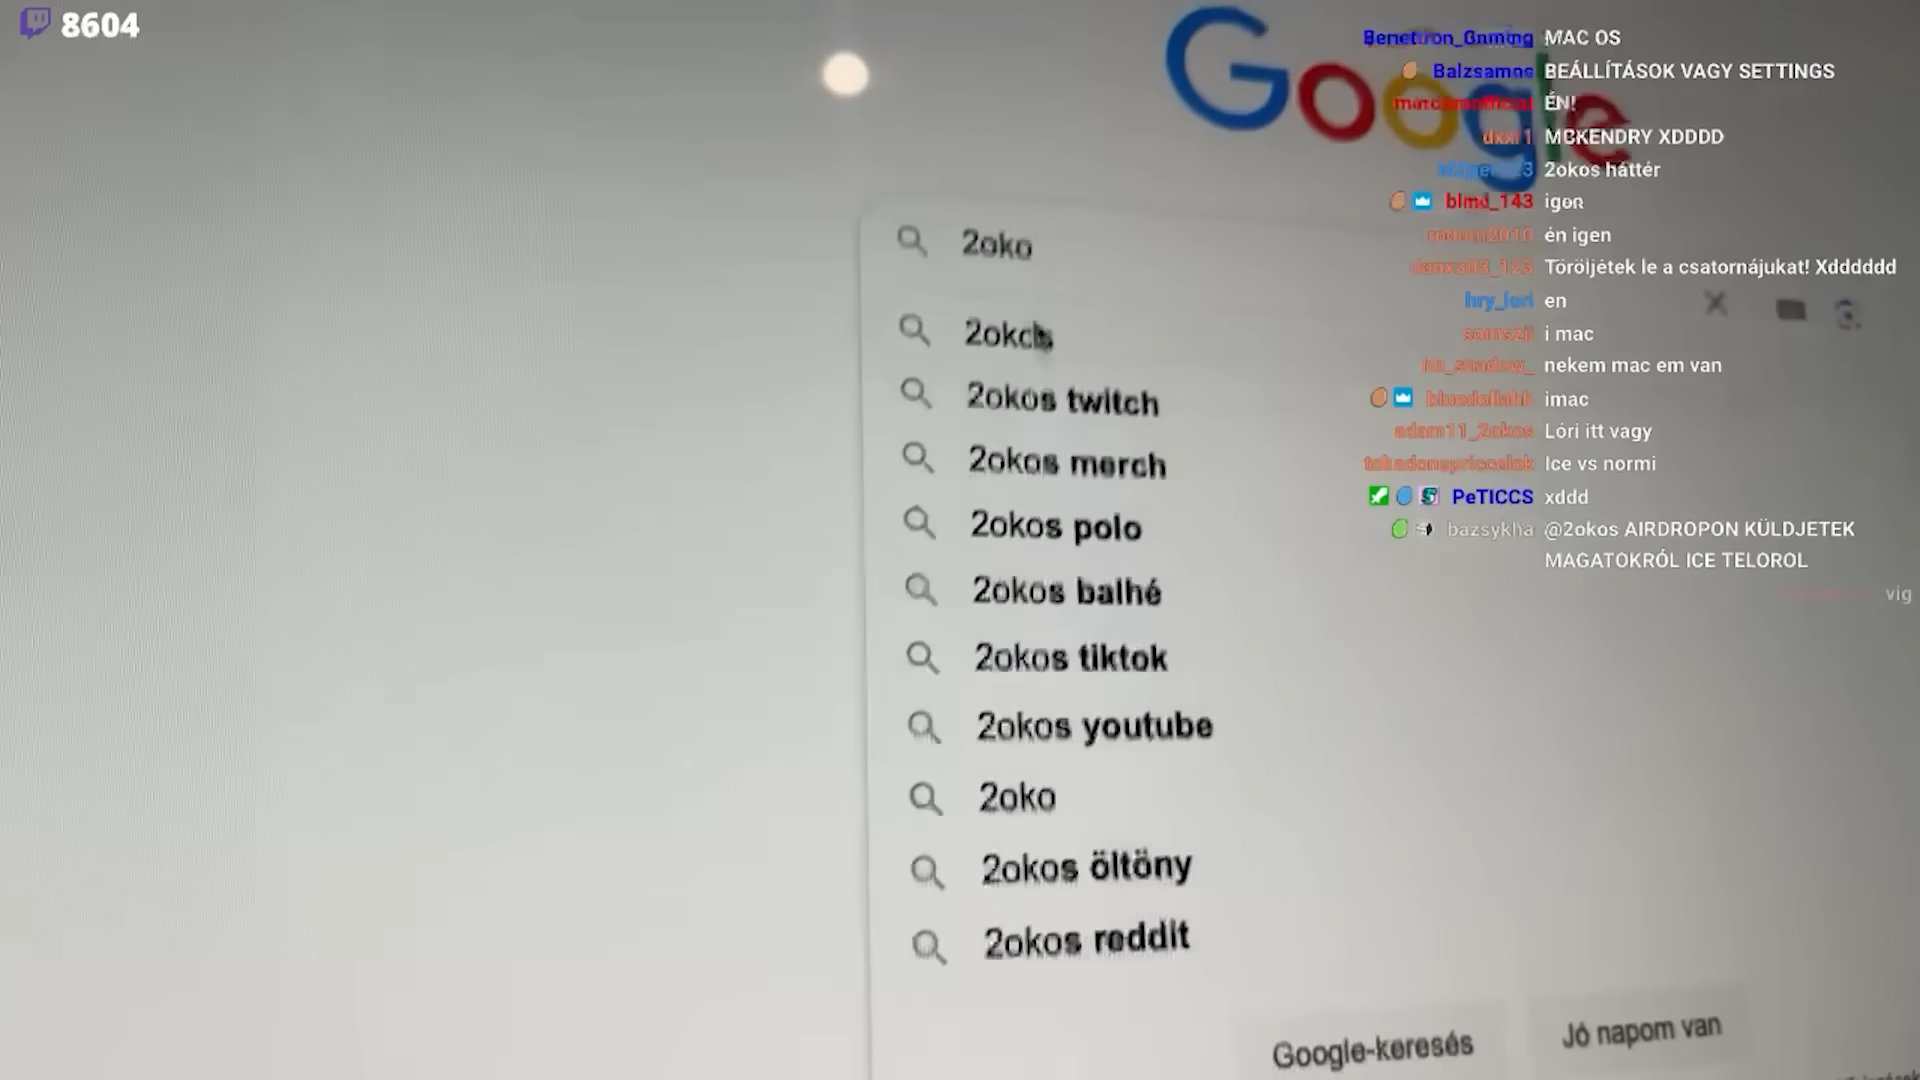 8604
Google
2oko
2okos
2okos twitch
2okos merch
2okos polo
2okos balhé
2okos tiktok
2okos youtube
2oko
2okos öltöny
2okos reddit
Google-keresés
Jó napom van
Benettron_Gaming MAC OS
Balzsamos BEÁLLÍTÁSOK VAGY SETTINGS
ÉN!
MCKENDRY XDDDD
2okos háttér
blmd_143 igen
én igen
Töröljétek le a csatornájukat! Xdddddd
hry_lori en
i mac
nekem mac em van
imac
adam11_2okos Lóri itt vagy
Ice vs normi
PeTICCS xddd
bazsykha @2okos AIRDROPON KÜLDJETEK
MAGATOKRÓL ICE TELOROL
vig